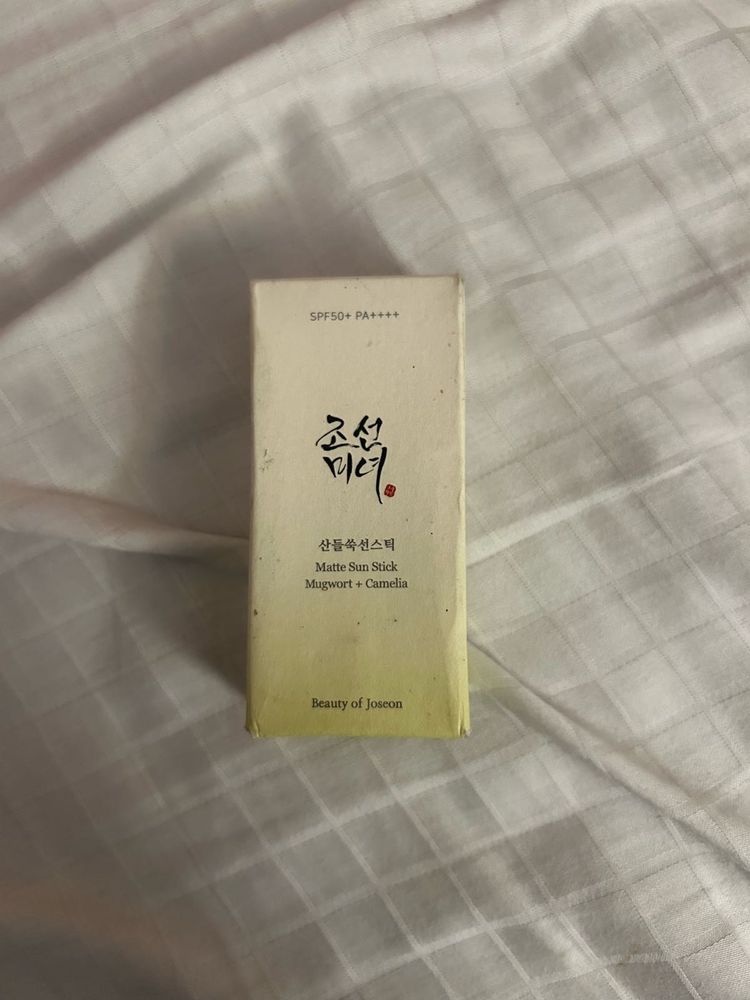 SPF50+ PA++++
조선
미녀
산들쑥선스틱
Matte Sun Stick
Mugwort + Camelia
Beauty of Joseon